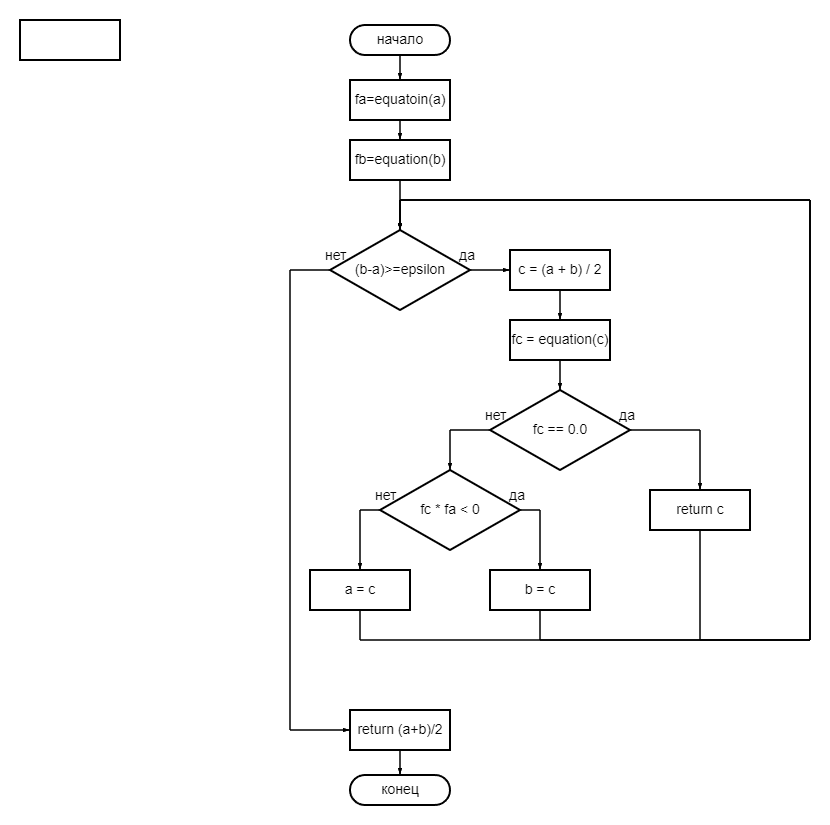 начало
fa=equatoin(a)
fb=equation(b)
нет
(b-a)>=epsilon
да
c = (a + b) / 2
fc = equation(c)
нет
fc == 0.0
да
нет
fc * fa < 0
да
return c
a = c
b = c
return (a+b)/2
конец